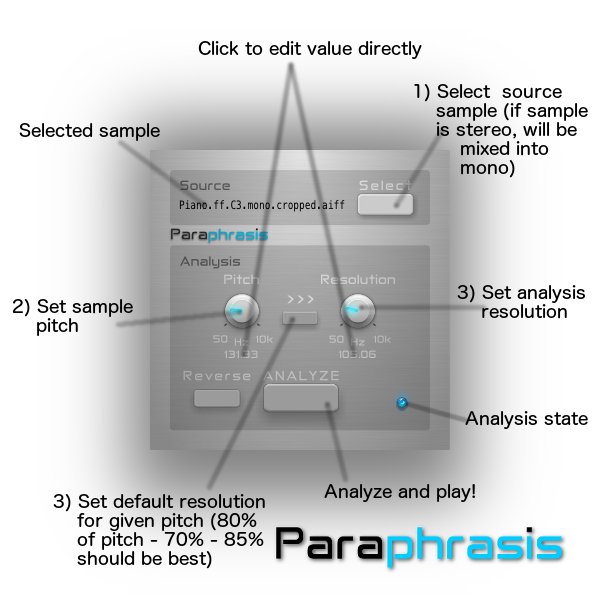 Click to edit value directly
1) Select source
sample (if sample
is stereo, will be
mixed into
mono)
Selected sample
Source
Select
Piano.ff.C3.mono.cropped.aiff
Paraphrasis
Analysis
Pitch
Resolution
>>>
2) Set sample
pitch
3) Set analysis
resolution
50 Hz 10k
50 Hz 10k
131.33
105.06
Reverse
ANALYZE
Analysis state
3) Set default resolution
for given pitch (80%
of pitch - 70% - 85%
should be best)
Analyze and play!
Paraphrasis